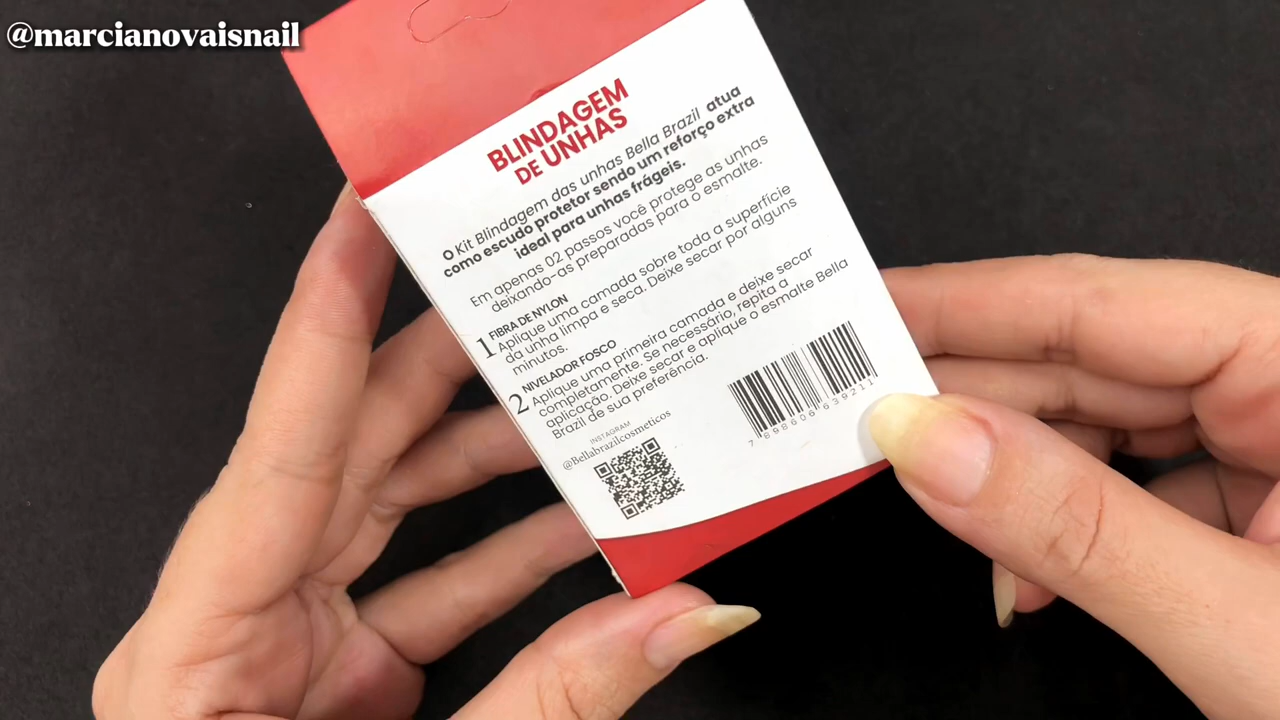 @marcianovaisnail
BLINDAGEM
DE UNHAS
O Kit Blindagem das unhas Bella Brazil atua
como escudo protetor sendo um reforço extra
ideal para unhas frágeis.
Em apenas 02 passos você protege as unhas
deixando-as preparadas para o esmalte.
1 FIBRA DE NYLON
Aplique uma camada sobre toda a superfície
da unha limpa e seca. Deixe secar por alguns
minutos.
2 NIVELADOR FOSCO
Aplique uma primeira camada e deixe secar
completamente. Se necessário, repita a
aplicação. Deixe secar e aplique o esmalte Bella
Brazil de sua preferência.
INSTAGRAM
@Bellabrazilcosmeticos
7 898606 639211